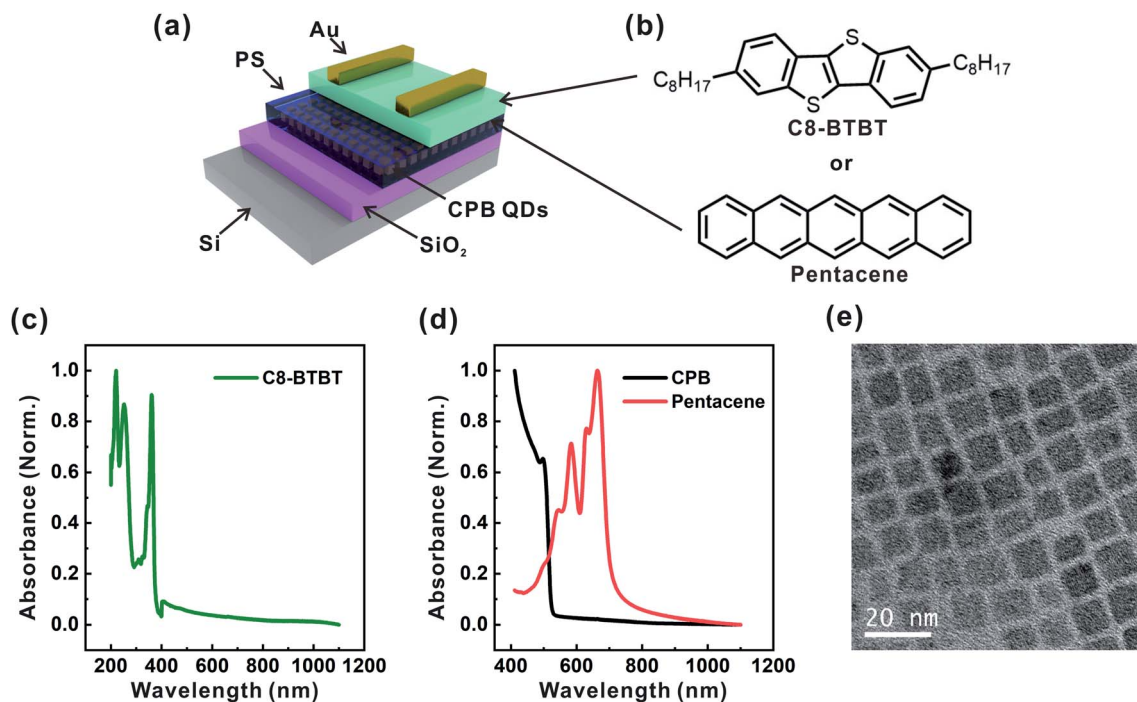 (a)
Au
PS
CPB QDs
Si
SiO₂
(b)
S
C₈H₁₇
C₈H₁₇
S
C8-BTBT
or
Pentacene
(c)
1.0
0.8
0.6
0.4
0.2
0.0
Absorbance (Norm.)
C8-BTBT
200 400 600 800 1000 1200
Wavelength (nm)
(d)
1.0
0.8
0.6
0.4
0.2
0.0
Absorbance (Norm.)
CPB
Pentacene
400 600 800 1000 1200
Wavelength (nm)
(e)
20 nm